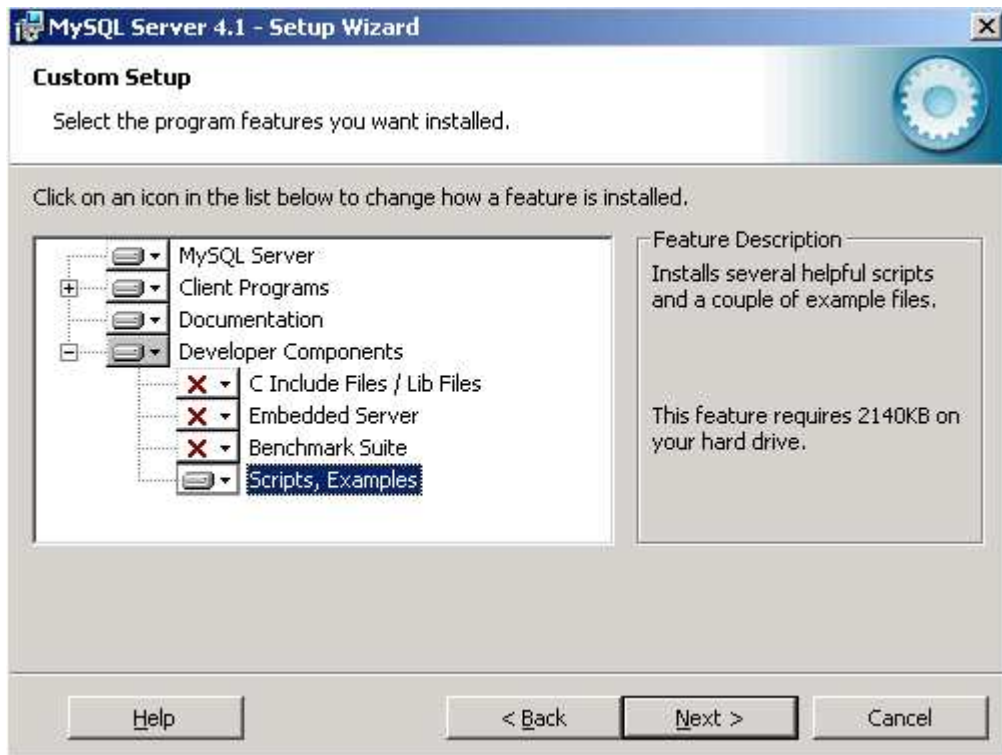 MySQL Server 4.1 - Setup Wizard
Custom Setup
Select the program features you want installed.
Click on an icon in the list below to change how a feature is installed.
MySQL Server
Client Programs
Documentation
Developer Components
C Include Files / Lib Files
Embedded Server
Benchmark Suite
Scripts, Examples
Feature Description
Installs several helpful scripts
and a couple of example files.
This feature requires 2140KB on
your hard drive.
Help
< Back
Next >
Cancel